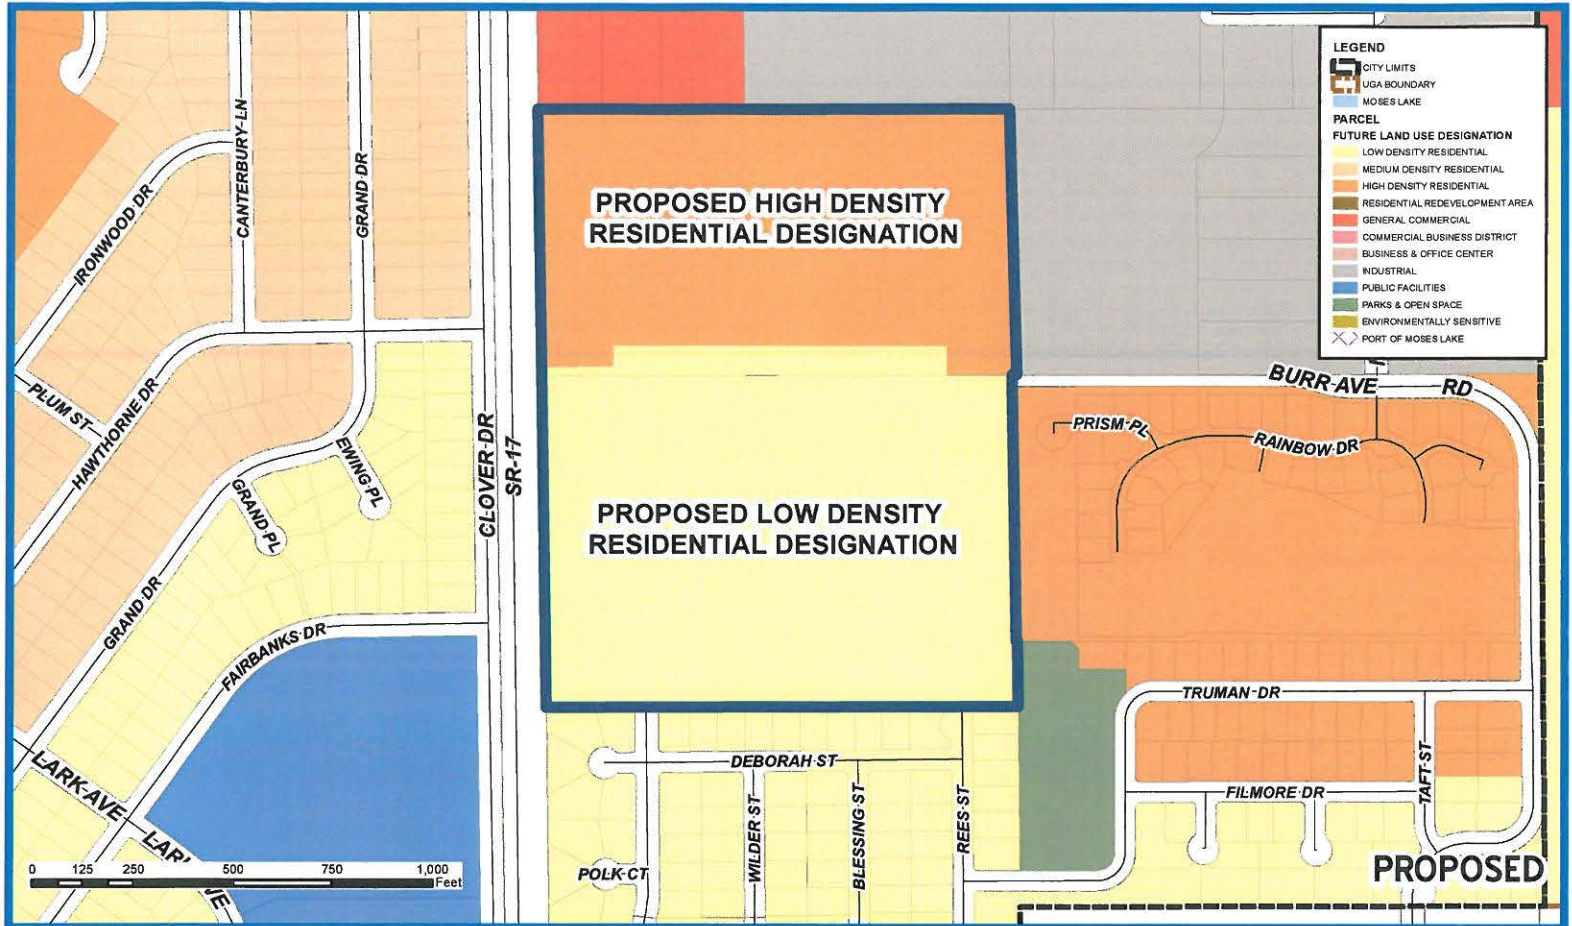 LEGEND
CITY LIMITS
UGA BOUNDARY
MOSES LAKE
PARCEL
FUTURE LAND USE DESIGNATION
LOW DENSITY RESIDENTIAL
MEDIUM DENSITY RESIDENTIAL
HIGH DENSITY RESIDENTIAL
RESIDENTIAL REDEVELOPMENT AREA
GENERAL COMMERCIAL
COMMERCIAL BUSINESS DISTRICT
BUSINESS & OFFICE CENTER
INDUSTRIAL
PUBLIC FACILITIES
PARKS & OPEN SPACE
ENVIRONMENTALLY SENSITIVE
PORT OF MOSES LAKE
CANTERBURY-LN
GRAND-DR
IRONWOOD-DR
PROPOSED HIGH DENSITY
RESIDENTIAL DESIGNATION
PLUM ST
HAWTHORNE-DR
EWING-PL
GRAND-PL
CLOVER-DR
SR-17
BURR-AVE
RD
PRISM-PL
RAINBOW-DR
PROPOSED LOW DENSITY
RESIDENTIAL DESIGNATION
GRAND-DR
FAIRBANKS-DR
TRUMAN-DR
LARK-AVE
DEBORAH-ST
WILDER-ST
BLESSING-ST
REES-ST
TAFT-ST
FILMORE-DR
POLK-CT
PROPOSED
0 125 250 500 750 1,000
Feet